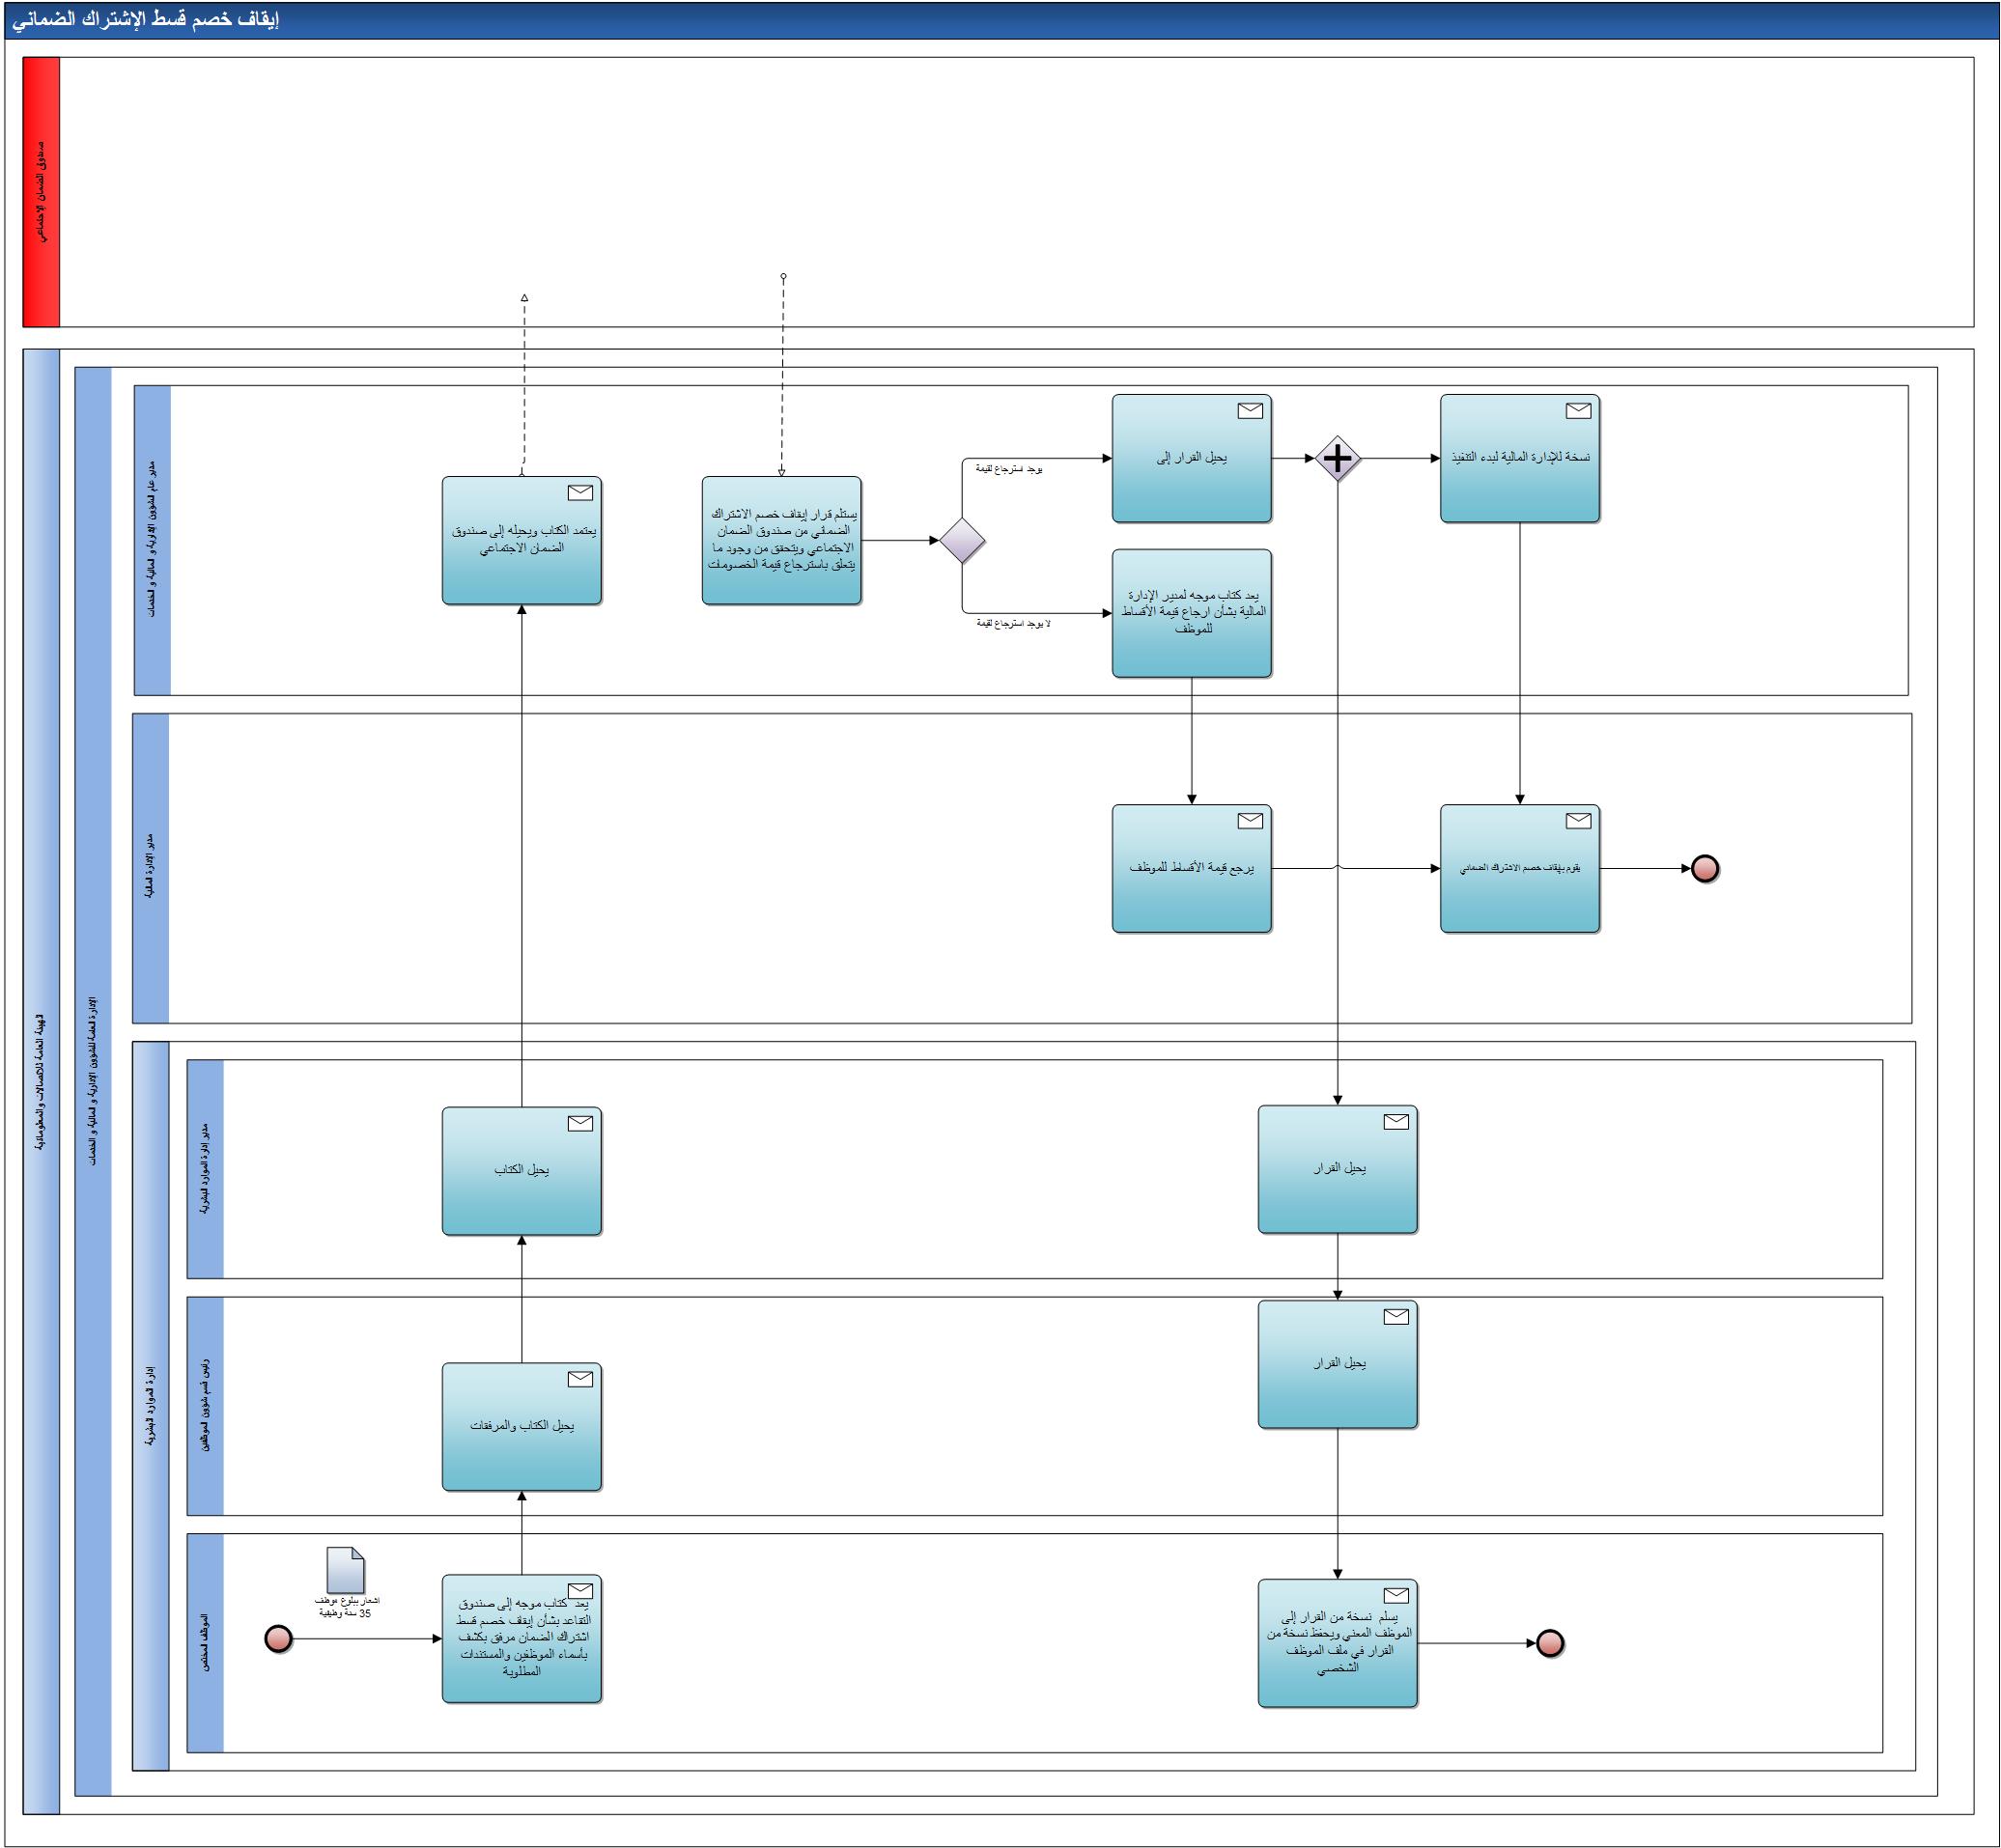 إيقاف خصم قسط الإشتراك الضماني
صندوق الضمان الإجتماعي
الهيئة العامة للاتصالات والمعلوماتية
الإدارة العامة للشؤون الإدارية و المالية و الخدمات
مدير عام الشؤون الإدارية و المالية و الخدمات
يعتمد الكتاب ويحيله إلى صندوق
الضمان الاجتماعي
يستلم قرار إيقاف خصم الاشتراك
الضماني من صندوق الضمان
الاجتماعي ويتحقق من وجود ما
يتعلق باسترجاع قيمة الخصومات
يوجد استرجاع لقيمة
لا يوجد استرجاع لقيمة
يحيل القرار إلى
نسخة للإدارة المالية لبدء التنفيذ
يعد كتاب موجه لمدير الإدارة
المالية بشأن ارجاع قيمة الأقساط
للموظف
مدير الإدارة المالية
يرجع قيمة الأقساط للموظف
يقوم بإيقاف خصم الاشتراك الضماني
إدارة الموارد البشرية
مدير إدارة الموارد البشرية
يحيل الكتاب
يحيل القرار
رئيس قسم شؤون الموظفين
يحيل الكتاب والمرفقات
يحيل القرار
الموظف المختص
اشعار ببلوغ موظف
35 سنة وظيفية
يعد كتاب موجه إلى صندوق
التقاعد بشأن إيقاف خصم قسط
اشتراك الضمان مرفق بكشف
بأسماء الموظفين والمستندات
المطلوبة
يسلم نسخة من القرار إلى
الموظف المعني ويحفظ نسخة من
القرار في ملف الموظف
الشخصي